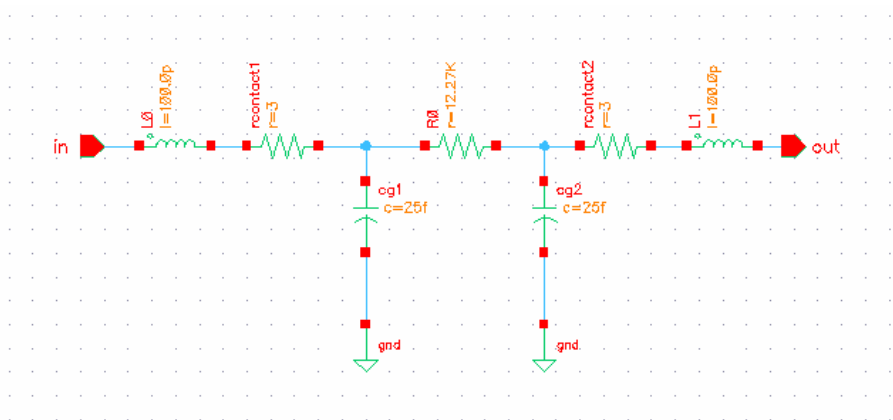 in
L0
l=100.0p
rcontact1
r=3
R0
r=12.27K
rcontact2
r=3
L1
l=100.0p
out
cg1
c=25f
cg2
c=25f
gnd
gnd